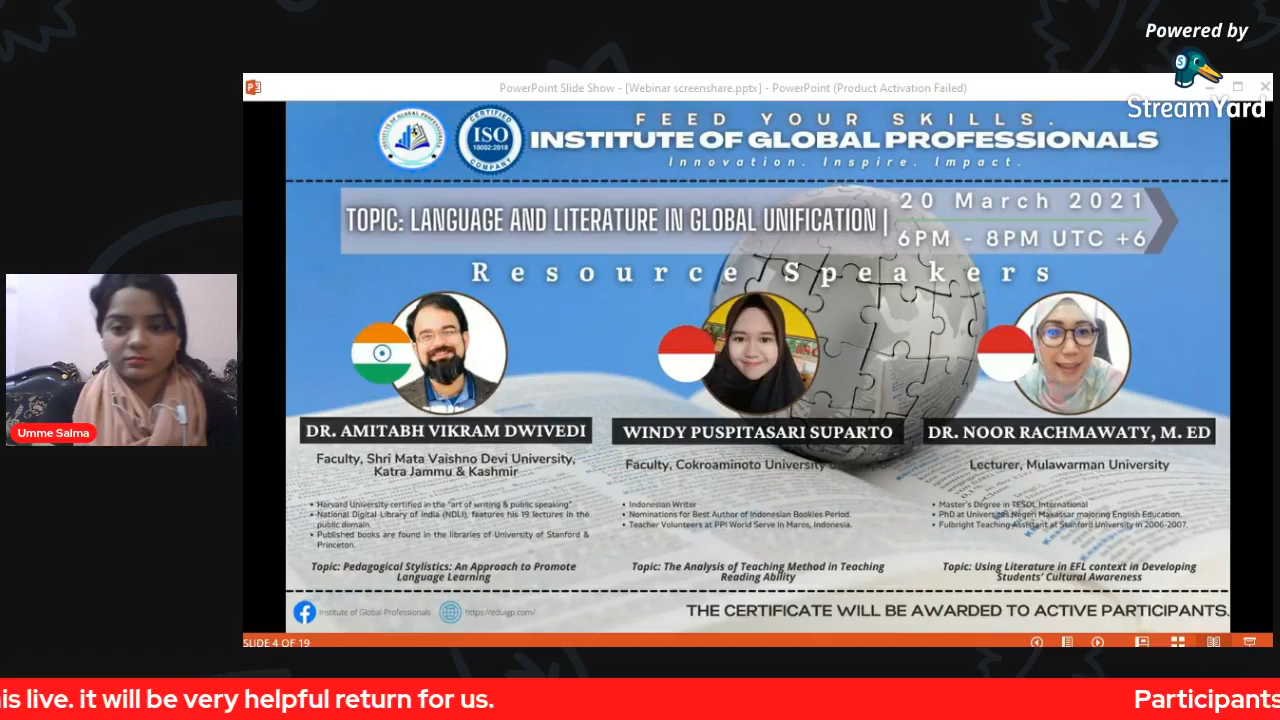 Powered by
StreamYard
PowerPoint Slide Show - [Webinar screenshare.pptx] - PowerPoint (Product Activation Failed)
FEED YOUR SKILLS.
CERTIFIED
ISO
10002:2018
COMPANY
INSTITUTE OF GLOBAL PROFESSIONALS
Innovation. Inspire. Impact.
TOPIC: LANGUAGE AND LITERATURE IN GLOBAL UNIFICATION |
20 March 2021
6PM - 8PM UTC +6
Resource Speakers
DR. AMITABH VIKRAM DWIVEDI
Faculty, Shri Mata Vaishno Devi University,
Katra Jammu & Kashmir
• Harvard University certified in the "art of writing & public speaking"
• National Digital Library of India (NDLI), features his 19 lectures in the
public domain.
• Published books are found in the libraries of University of Stanford &
Princeton.
Topic: Pedagogical Stylistics: An Approach to Promote
Language Learning
WINDY PUSPITASARI SUPARTO
Faculty, Cokroaminoto University
• Indonesian Writer
• Nominations for Best Author of Indonesian Bookies Period.
• Teacher Volunteers at PPI World Serve in Maros, Indonesia.
Topic: The Analysis of Teaching Method in Teaching
Reading Ability
DR. NOOR RACHMAWATY, M. ED
Lecturer, Mulawarman University
• Master's Degree in TESOL International
• PhD at Universitas Negeri Makassar majoring English Education.
• Fulbright Teaching Assistant at Stanford University in 2006-2007.
Topic: Using Literature in EFL context in Developing
Students' Cultural Awareness
Institute of Global Professionals
https://eduigp.com/
THE CERTIFICATE WILL BE AWARDED TO ACTIVE PARTICIPANTS.
SLIDE 4 OF 19
Umme Salma
is live. it will be very helpful return for us.
Participants